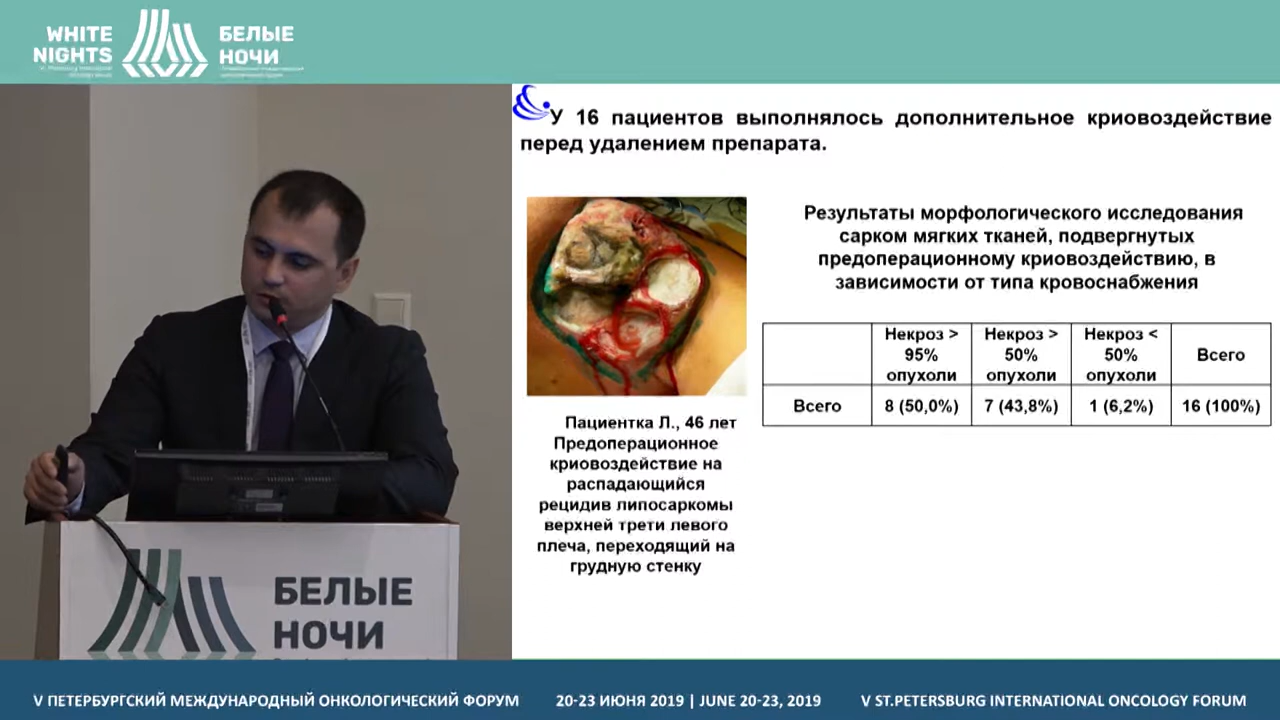 WHITE
NIGHTS
БЕЛЫЕ
НОЧИ
У 16 пациентов выполнялось дополнительное криовоздействие
перед удалением препарата.
Результаты морфологического исследования
сарком мягких тканей, подвергнутых
предоперационному криовоздействию, в
зависимости от типа кровоснабжения
Некроз >
95%
опухоли
Некроз >
50%
опухоли
Некроз <
50%
опухоли
Всего
Всего
8 (50,0%)
7 (43,8%)
1 (6,2%)
16 (100%)
Пациентка Л., 46 лет
Предоперационное
криовоздействие на
распадающийся
рецидив липосаркомы
верхней трети левого
плеча, переходящий на
грудную стенку
БЕЛЫЕ
НОЧИ
V ПЕТЕРБУРГСКИЙ МЕЖДУНАРОДНЫЙ ОНКОЛОГИЧЕСКИЙ ФОРУМ
20-23 ИЮНЯ 2019 | JUNE 20-23, 2019
V ST.PETERSBURG INTERNATIONAL ONCOLOGY FORUM